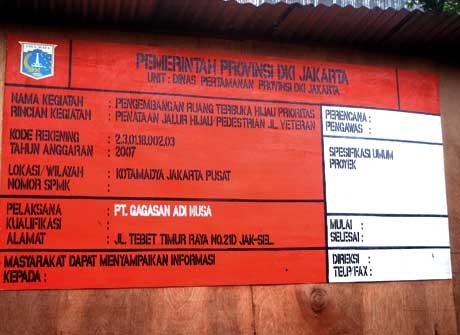 PEMERINTAH PROVINSI DKI JAKARTA
UNIT : DINAS PERTAMANAN PROVINSI DKI JAKARTA
NAMA KEGIATAN : PENGEMBANGAN RUANG TERBUKA HIJAU PRIORITAS
RINCIAN KEGIATAN : PENATAAN JALUR HIJAU/PEDESTRIAN JL. VETERAN
KODE REKENING : 2.3.01.18.002.03
TAHUN ANGGARAN : 2007
LOKASI/WILAYAH : KOTAMADYA JAKARTA PUSAT
NOMOR SPMK :
PELAKSANA : PT. GAGASAN ADI MUSA
KUALIFIKASI
ALAMAT : JL. TEBET TIMUR RAYA NO.21D JAK-SEL.
MASYARAKAT DAPAT MENYAMPAIKAN INFORMASI
KEPADA :
PERENCANA :
PENGAWAS :
SPESIFIKASI UMUM
PROYEK
MULAI :
SELESAI :
DIREKSI :
TELP/FAX :